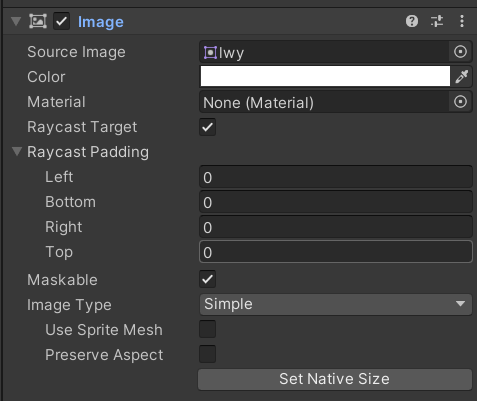 Image
Source Image lwy
Color
Material None (Material)
Raycast Target
Raycast Padding
Left 0
Bottom 0
Right 0
Top 0
Maskable
Image Type Simple
Use Sprite Mesh
Preserve Aspect
Set Native Size